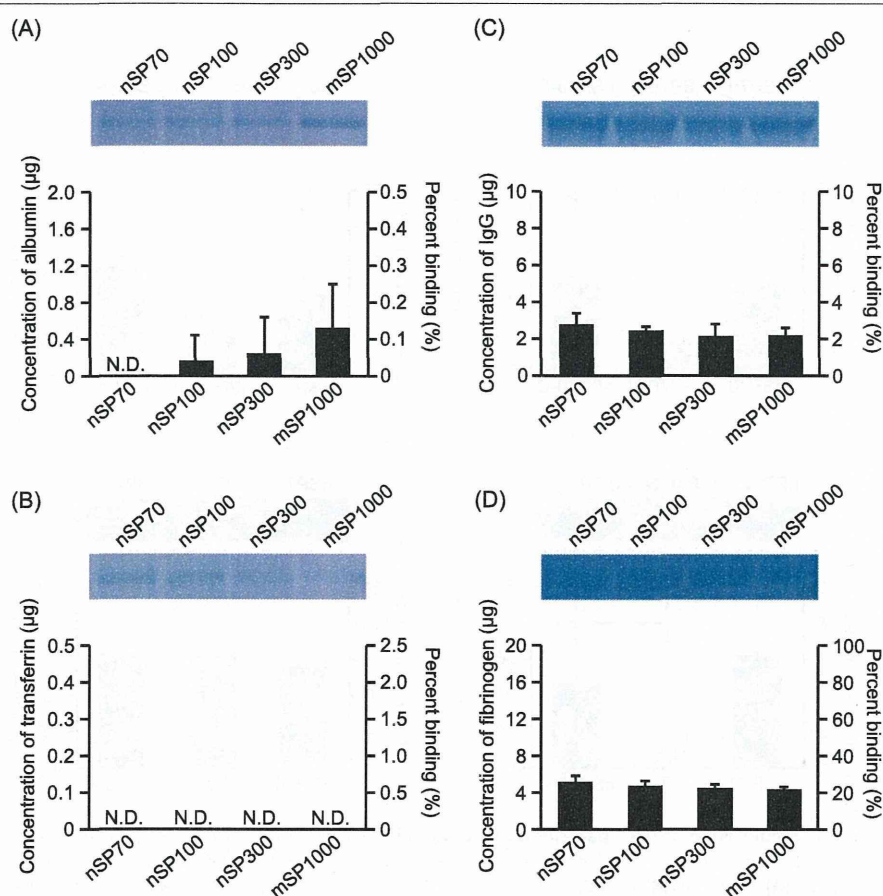 (A)
nSP70 nSP100 nSP300 mSP1000
Concentration of albumin (µg)
2.0
1.6
1.2
0.8
0.4
0
N.D.
0.5
0.4
0.3
0.2
0.1
0
Percent binding (%)
nSP70 nSP100 nSP300 mSP1000
(C)
nSP70 nSP100 nSP300 mSP1000
Concentration of IgG (µg)
10
8
6
4
2
0
10
8
6
4
2
0
Percent binding (%)
nSP70 nSP100 nSP300 mSP1000
(B)
nSP70 nSP100 nSP300 mSP1000
Concentration of transferrin (µg)
0.5
0.4
0.3
0.2
0.1
0
N.D. N.D. N.D. N.D.
2.5
2.0
1.5
1.0
0.5
0
Percent binding (%)
nSP70 nSP100 nSP300 mSP1000
(D)
nSP70 nSP100 nSP300 mSP1000
Concentration of fibrinogen (µg)
20
16
12
8
4
0
100
80
60
40
20
0
Percent binding (%)
nSP70 nSP100 nSP300 mSP1000